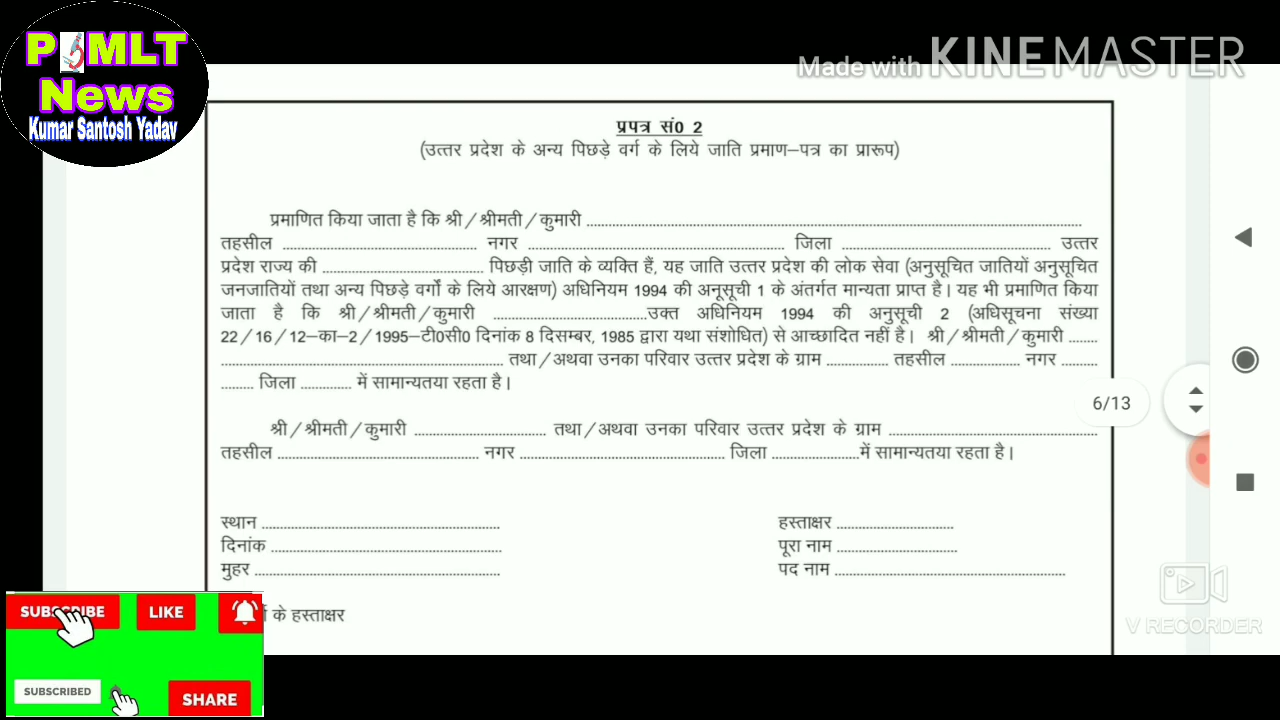 P MLT
News
Kumar Santosh Yadav
Made with KINEMASTER
प्रपत्र सं0 2
(उत्तर प्रदेश के अन्य पिछड़े वर्ग के लिये जाति प्रमाण–पत्र का प्रारूप)
प्रमाणित किया जाता है कि श्री/श्रीमती/कुमारी ........................................
तहसील .................... नगर .................... जिला .................... उत्तर
प्रदेश राज्य की .................... पिछड़ी जाति के व्यक्ति हैं, यह जाति उत्तर प्रदेश की लोक सेवा (अनुसूचित जातियों अनुसूचित
जनजातियों तथा अन्य पिछड़े वर्गों के लिये आरक्षण) अधिनियम 1994 की अनूसूची 1 के अंतर्गत मान्यता प्राप्त है। यह भी प्रमाणित किया
जाता है कि श्री/श्रीमती/कुमारी ....................उक्त अधिनियम 1994 की अनुसूची 2 (अधिसूचना संख्या
22/16/12–का–2/1995–टी0सी0 दिनांक 8 दिसम्बर, 1985 द्वारा यथा संशोधित) से आच्छादित नहीं है। श्री/श्रीमती/कुमारी ........
.................... तथा/अथवा उनका परिवार उत्तर प्रदेश के ग्राम ............ तहसील ............ नगर .........
........ जिला ............ में सामान्यतया रहता है।
6/13
श्री/श्रीमती/कुमारी .................... तथा/अथवा उनका परिवार उत्तर प्रदेश के ग्राम ....................
तहसील .................... नगर .................... जिला ....................में सामान्यतया रहता है।
स्थान .................... हस्ताक्षर ....................
दिनांक .................... पूरा नाम ....................
मुहर .................... पद नाम ....................
के हस्ताक्षर
SUBSCRIBE LIKE
SUBSCRIBED SHARE
V RECORDER